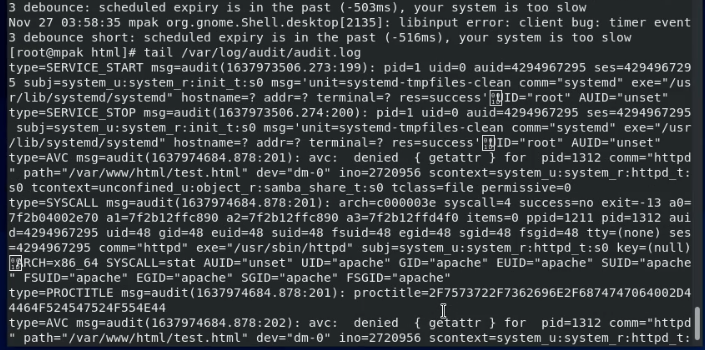 3 debounce: scheduled expiry is in the past (-503ms), your system is too slow
Nov 27 03:58:35 mpak org.gnome.Shell.desktop[2135]: libinput error: client bug: timer event
3 debounce short: scheduled expiry is in the past (-516ms), your system is too slow
[root@mpak html]# tail /var/log/audit/audit.log
type=SERVICE_START msg=audit(1637973506.273:199): pid=1 uid=0 auid=4294967295 ses=429496729
5 subj=system_u:system_r:init_t:s0 msg='unit=systemd-tmpfiles-clean comm="systemd" exe="/us
r/lib/systemd/systemd" hostname=? addr=? terminal=? res=success'UID="root" AUID="unset"
type=SERVICE_STOP msg=audit(1637973506.274:200): pid=1 uid=0 auid=4294967295 ses=4294967295
 subj=system_u:system_r:init_t:s0 msg='unit=systemd-tmpfiles-clean comm="systemd" exe="/usr
/lib/systemd/systemd" hostname=? addr=? terminal=? res=success'UID="root" AUID="unset"
type=AVC msg=audit(1637974684.878:201): avc:  denied  { getattr } for  pid=1312 comm="httpd
" path="/var/www/html/test.html" dev="dm-0" ino=2720956 scontext=system_u:system_r:httpd_t:
s0 tcontext=unconfined_u:object_r:samba_share_t:s0 tclass=file permissive=0
type=SYSCALL msg=audit(1637974684.878:201): arch=c000003e syscall=4 success=no exit=-13 a0=
7f2b04002e70 a1=7f2b12ffc890 a2=7f2b12ffc890 a3=7f2b12ffd4f0 items=0 ppid=1211 pid=1312 aui
d=4294967295 uid=48 gid=48 euid=48 suid=48 fsuid=48 egid=48 sgid=48 fsgid=48 tty=(none) ses
=4294967295 comm="httpd" exe="/usr/sbin/httpd" subj=system_u:system_r:httpd_t:s0 key=(null)
ARCH=x86_64 SYSCALL=stat AUID="unset" UID="apache" GID="apache" EUID="apache" SUID="apache
" FSUID="apache" EGID="apache" SGID="apache" FSGID="apache"
type=PROCTITLE msg=audit(1637974684.878:201): proctitle=2F7573722F7362696E2F6874747064002D4
4464F524547524F554E44
type=AVC msg=audit(1637974684.878:202): avc:  denied  { getattr } for  pid=1312 comm="httpd
" path="/var/www/html/test.html" dev="dm-0" ino=2720956 scontext=system_u:system_r:httpd_t: